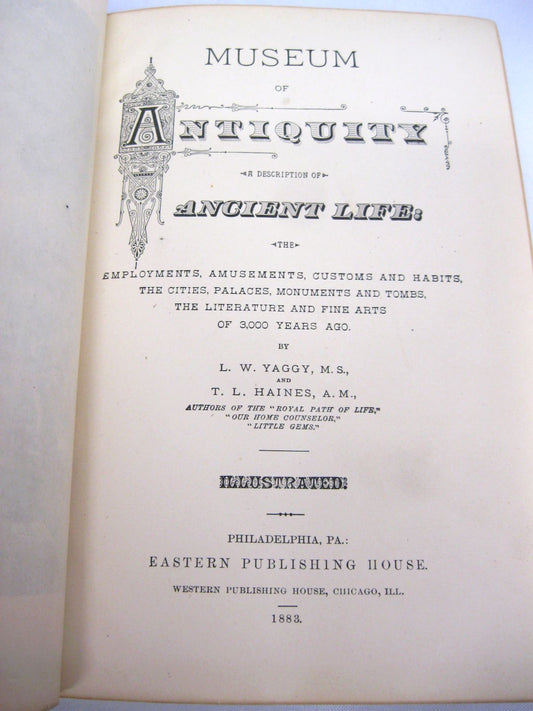 MUSEUM
OF
ANTIQUITY
A DESCRIPTION OF
ANCIENT LIFE:
THE
EMPLOYMENTS, AMUSEMENTS, CUSTOMS AND HABITS,
THE CITIES, PALACES, MONUMENTS AND TOMBS,
THE LITERATURE AND FINE ARTS
OF 3,000 YEARS AGO.
BY
L. W. YAGGY, M.S.,
AND
T. L. HAINES, A.M.,
AUTHORS OF THE "ROYAL PATH OF LIFE,"
"OUR HOME COUNSELOR,"
"LITTLE GEMS."
ILLUSTRATED.
PHILADELPHIA, PA.:
EASTERN PUBLISHING HOUSE.
WESTERN PUBLISHING HOUSE, CHICAGO, ILL.
1883.